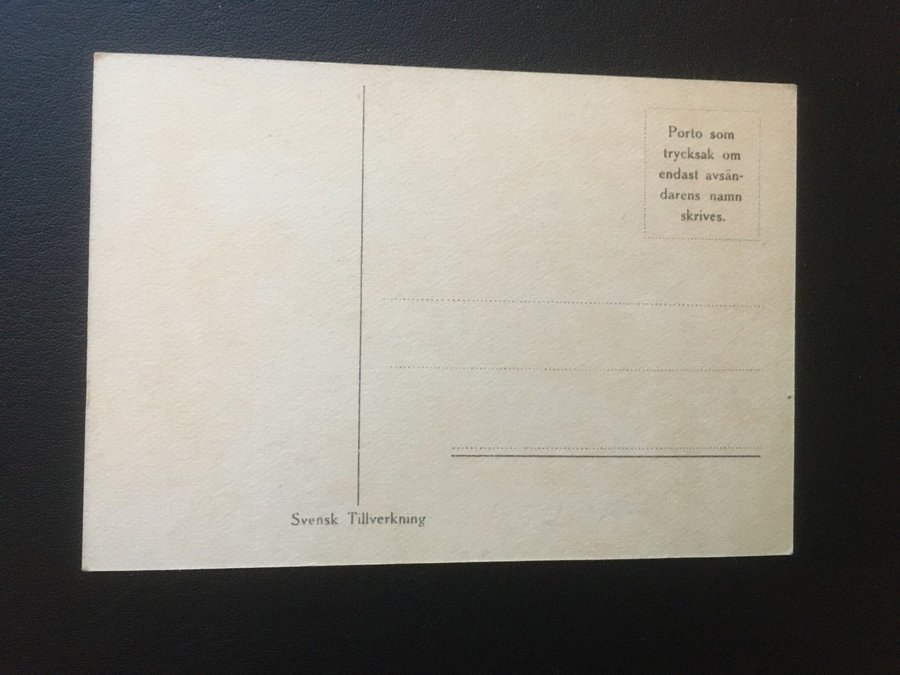 Porto som
trycksak om
endast avsän-
darens namn
skrives.
Svensk Tillverkning